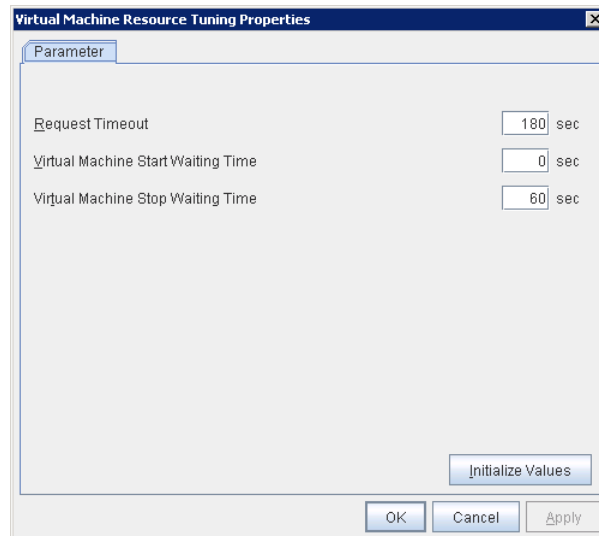 Virtual Machine Resource Tuning Properties
Parameter
Request Timeout 180 sec
Virtual Machine Start Waiting Time 0 sec
Virtual Machine Stop Waiting Time 60 sec
Initialize Values
OK Cancel Apply